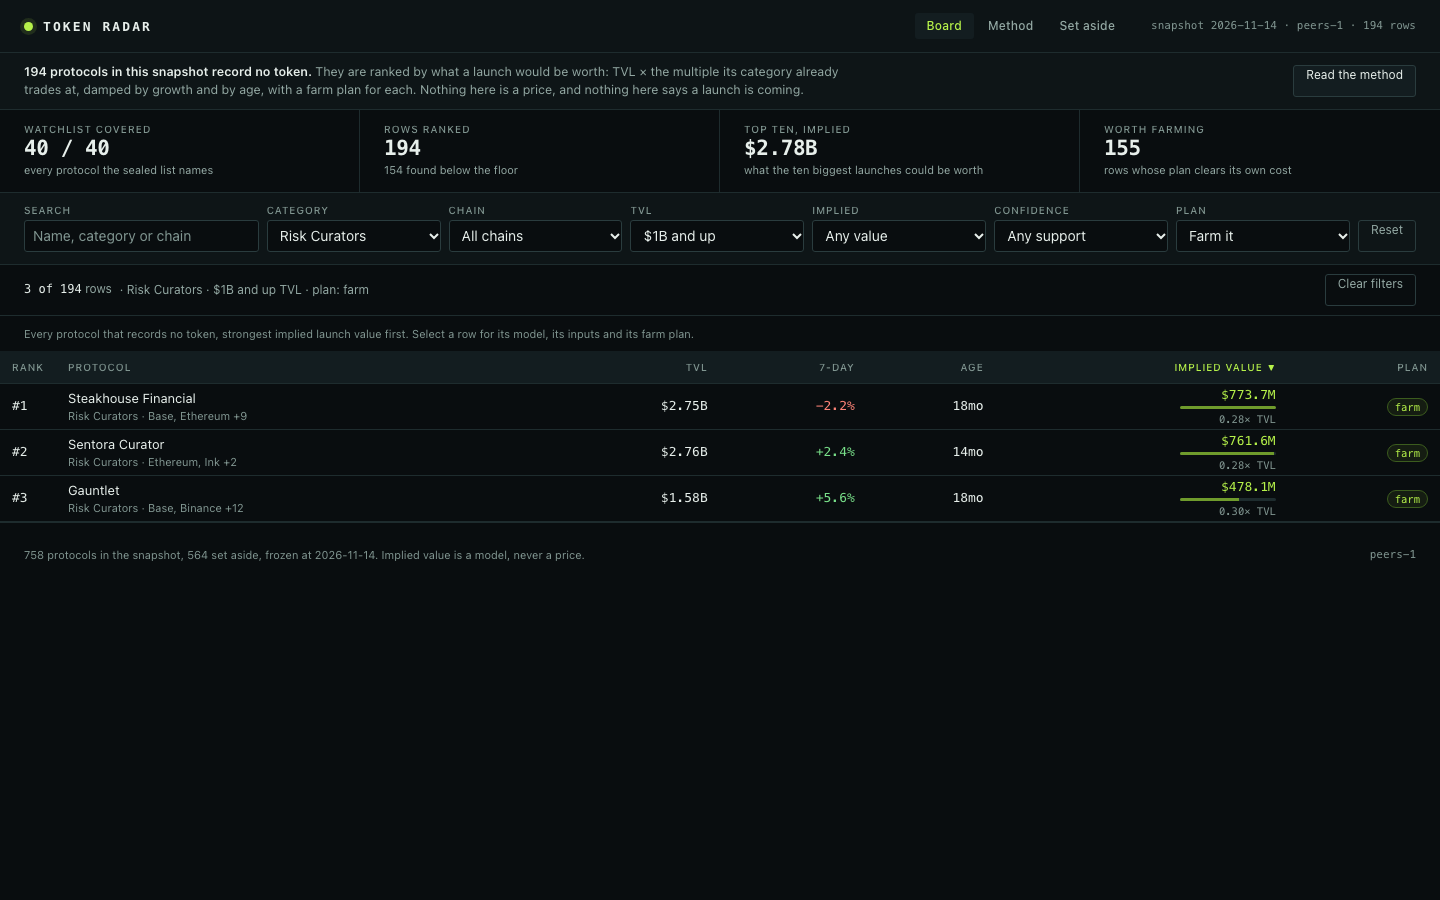 TOKEN RADAR
Board
Method
Set aside
snapshot 2026-11-14 · peers-1 · 194 rows
194 protocols in this snapshot record no token. They are ranked by what a launch would be worth: TVL × the multiple its category already
trades at, damped by growth and by age, with a farm plan for each. Nothing here is a price, and nothing here says a launch is coming.
Read the method
WATCHLIST COVERED
40 / 40
every protocol the sealed list names
ROWS RANKED
194
154 found below the floor
TOP TEN, IMPLIED
$2.78B
what the ten biggest launches could be worth
WORTH FARMING
155
rows whose plan clears its own cost
SEARCH
CATEGORY
CHAIN
TVL
IMPLIED
CONFIDENCE
PLAN
Name, category or chain
Risk Curators
All chains
$1B and up
Any value
Any support
Farm it
Reset
3 of 194 rows · Risk Curators · $1B and up TVL · plan: farm
Clear filters
Every protocol that records no token, strongest implied launch value first. Select a row for its model, its inputs and its farm plan.
RANK PROTOCOL TVL 7-DAY AGE IMPLIED VALUE ▼ PLAN
#1 Steakhouse Financial $2.75B −2.2% 18mo $773.7M farm
Risk Curators · Base, Ethereum +9 0.28× TVL
#2 Sentora Curator $2.76B +2.4% 14mo $761.6M farm
Risk Curators · Ethereum, Ink +2 0.28× TVL
#3 Gauntlet $1.58B +5.6% 18mo $478.1M farm
Risk Curators · Base, Binance +12 0.30× TVL
758 protocols in the snapshot, 564 set aside, frozen at 2026-11-14. Implied value is a model, never a price.
peers-1